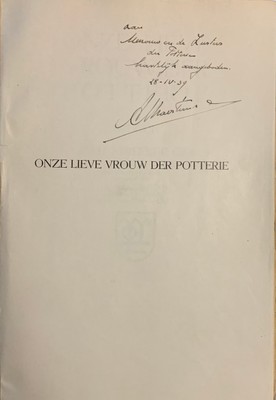 aan
Mevrouw en de Zusters
der Potterie
hartelijk aangeboden.
28-IV-39
ONZE LIEVE VROUW DER POTTERIE